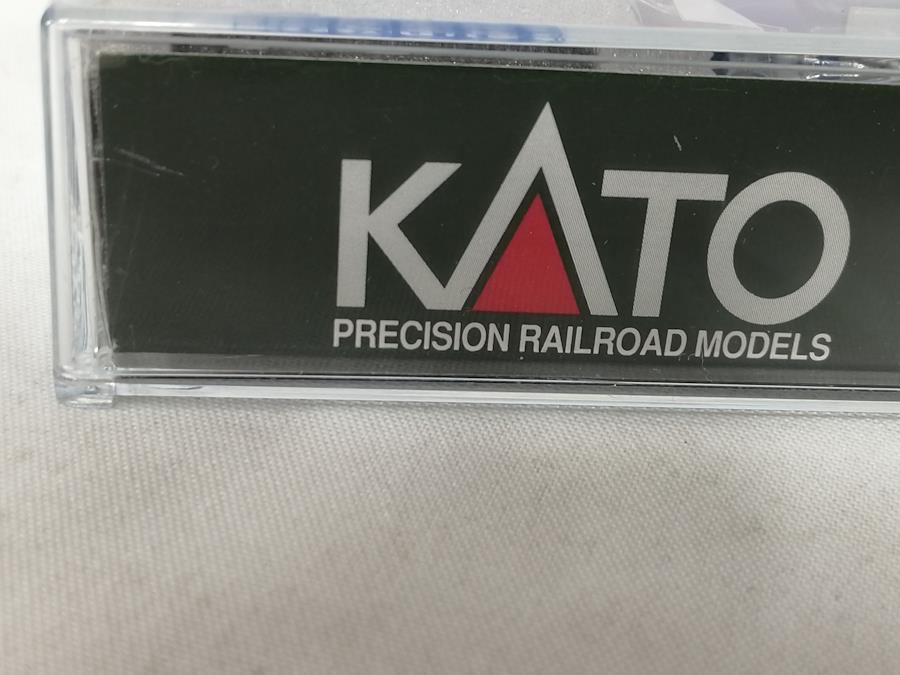 KATO
PRECISION RAILROAD MODELS